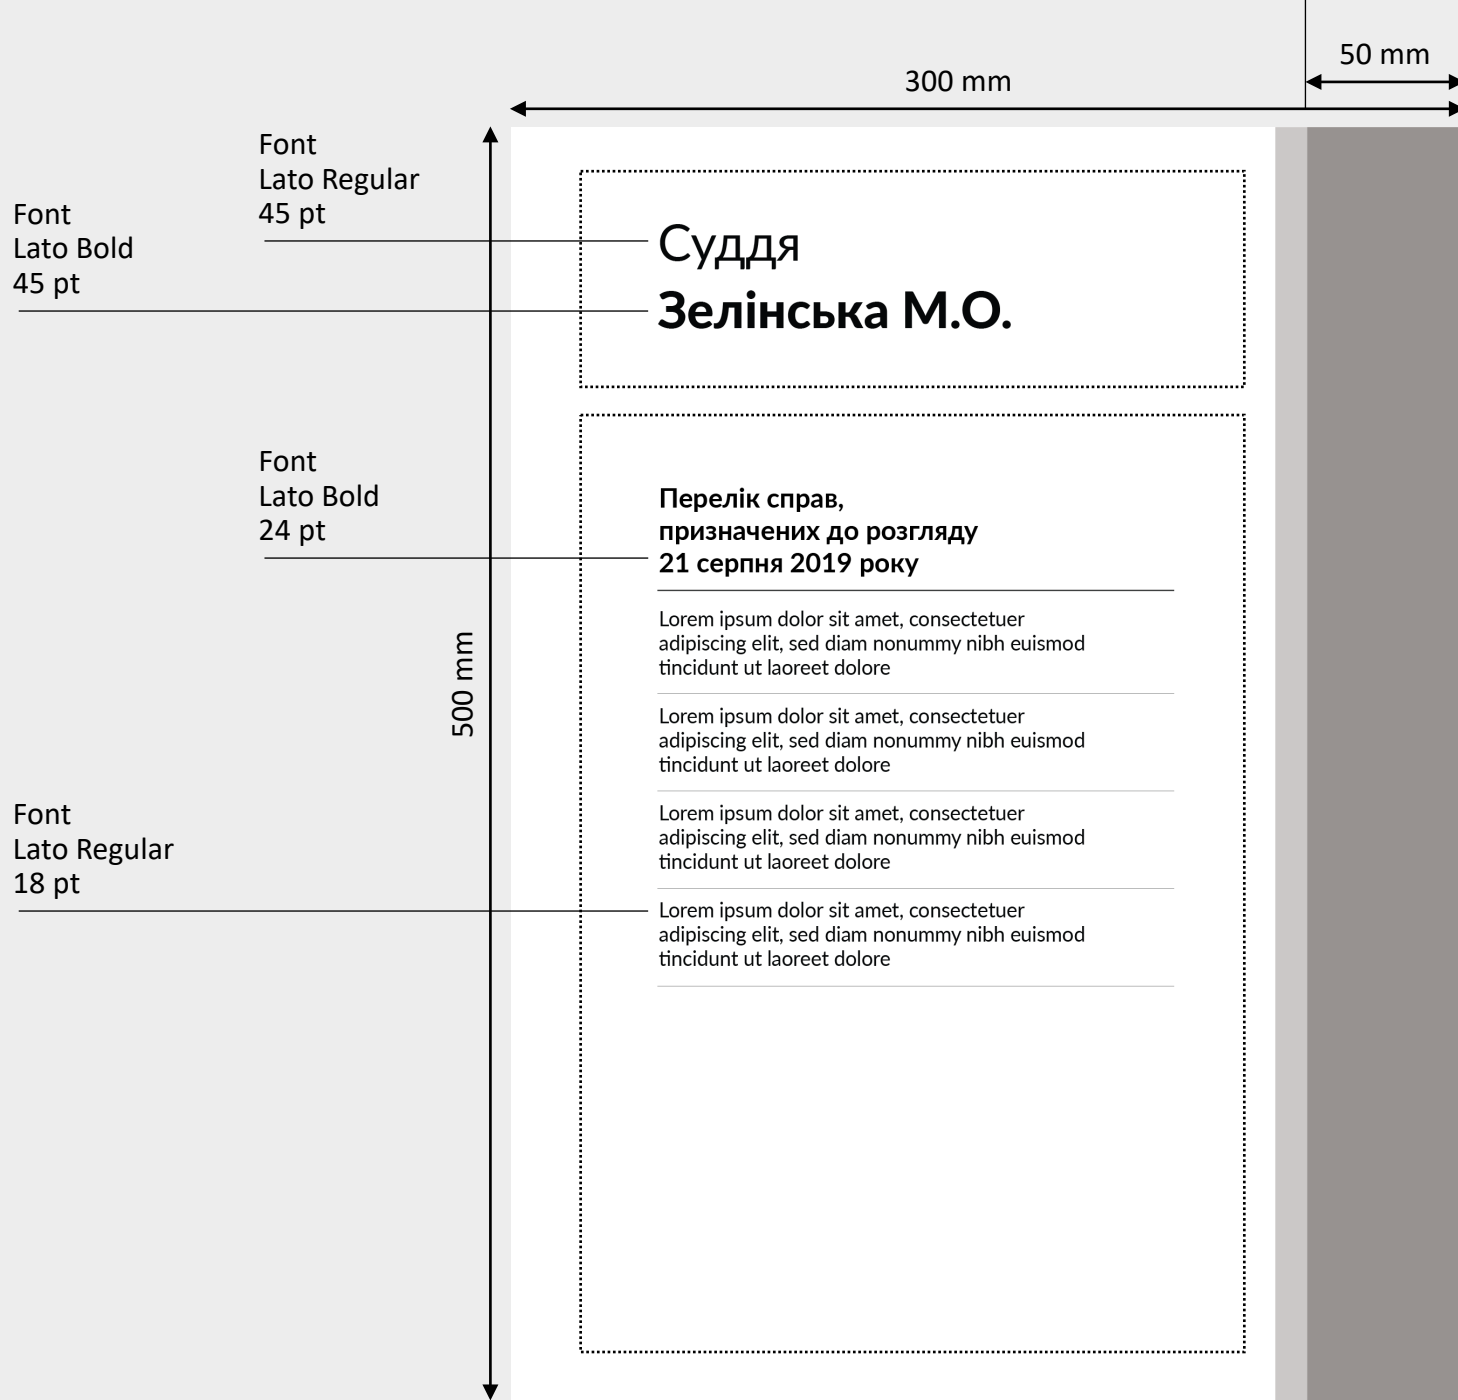 50 mm
300 mm
Font
Lato Regular
45 pt
Font
Lato Bold
45 pt
Суддя
Зелінська М.О.
Font
Lato Bold
24 pt
Перелік справ,
призначених до розгляду
21 серпня 2019 року
500 mm
Lorem ipsum dolor sit amet, consectetuer
adipiscing elit, sed diam nonummy nibh euismod
tincidunt ut laoreet dolore
Lorem ipsum dolor sit amet, consectetuer
adipiscing elit, sed diam nonummy nibh euismod
tincidunt ut laoreet dolore
Font
Lato Regular
18 pt
Lorem ipsum dolor sit amet, consectetuer
adipiscing elit, sed diam nonummy nibh euismod
tincidunt ut laoreet dolore
Lorem ipsum dolor sit amet, consectetuer
adipiscing elit, sed diam nonummy nibh euismod
tincidunt ut laoreet dolore